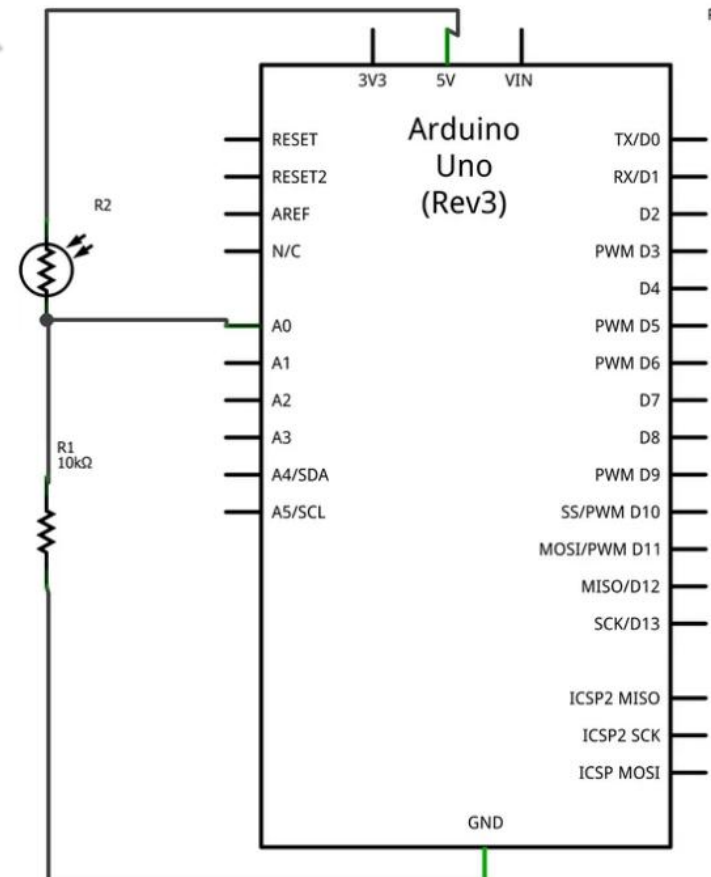 3V3
5V
VIN
Arduino
Uno
(Rev3)
R2
R1
10kΩ
RESET
RESET2
AREF
N/C
A0
A1
A2
A3
A4/SDA
A5/SCL
TX/D0
RX/D1
D2
PWM D3
D4
PWM D5
PWM D6
D7
D8
PWM D9
SS/PWM D10
MOSI/PWM D11
MISO/D12
SCK/D13
ICSP2 MISO
ICSP2 SCK
ICSP MOSI
GND